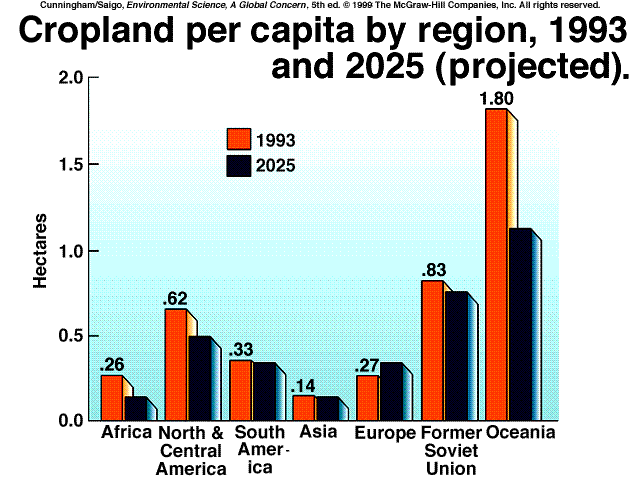 Cunningham/Saigo, Environmental Science, A Global Concern, 5th ed. © 1999 The McGraw-Hill Companies, Inc. All rights reserved.
Cropland per capita by region, 1993
and 2025 (projected).
2.0
1.5
1.0
0.5
0.0
Hectares
1993
2025
.26
.62
.33
.14
.27
.83
1.80
Africa
North &
Central
America
South
Amer-
ica
Asia
Europe
Former
Soviet
Union
Oceania